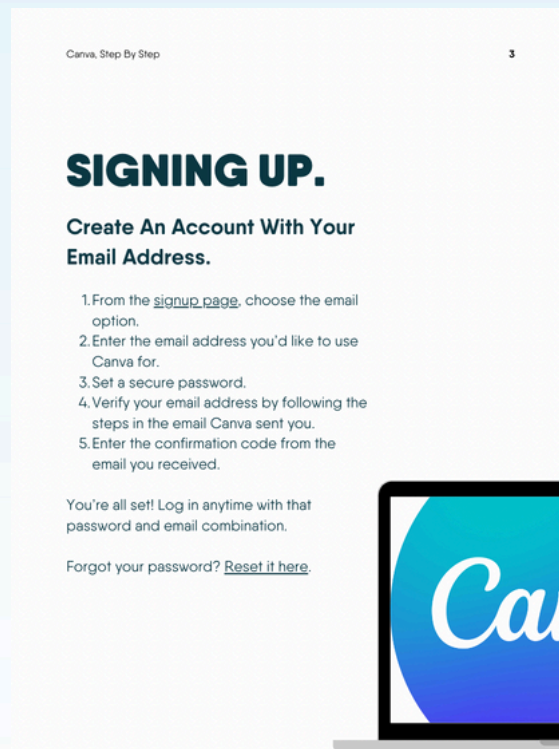 Canva, Step By Step
3
SIGNING UP.
Create An Account With Your
Email Address.
1. From the signup page, choose the email
option.
2. Enter the email address you'd like to use
Canva for.
3. Set a secure password.
4. Verify your email address by following the
steps in the email Canva sent you.
5. Enter the confirmation code from the
email you received.
You're all set! Log in anytime with that
password and email combination.
Forgot your password? Reset it here.
Ca